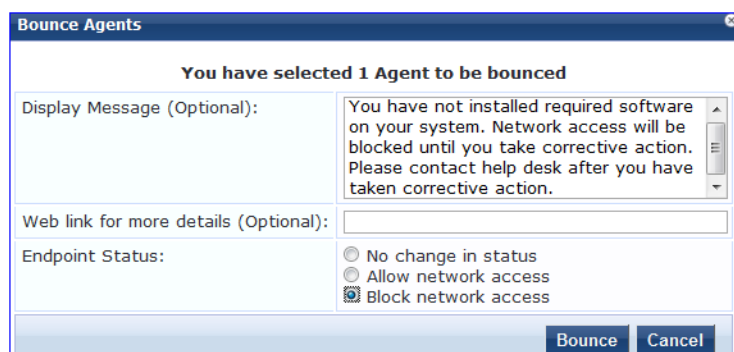 Bounce Agents
You have selected 1 Agent to be bounced
Display Message (Optional):
You have not installed required software
on your system. Network access will be
blocked until you take corrective action.
Please contact help desk after you have
taken corrective action.
Web link for more details (Optional):
Endpoint Status:
No change in status
Allow network access
Block network access
Bounce Cancel